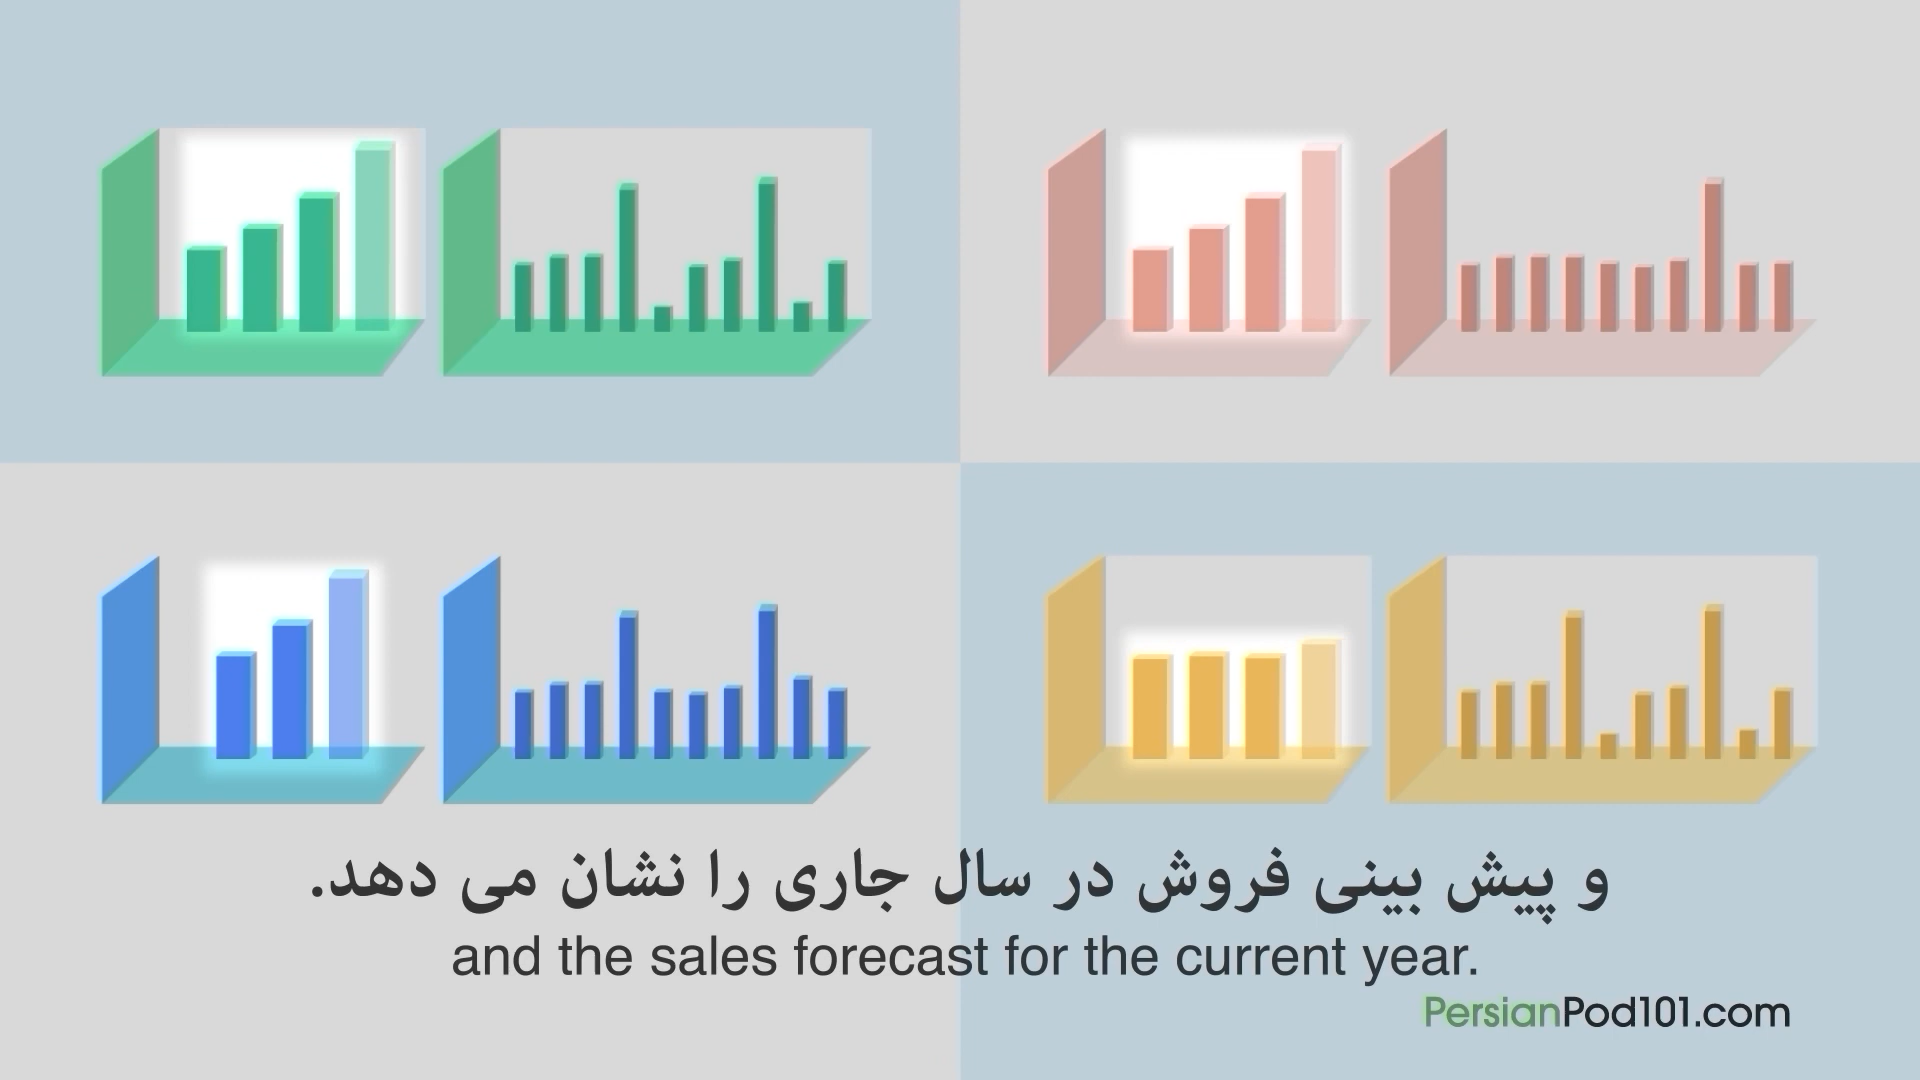 و پیش بینی فروش در سال جاری را نشان می دهد.
and the sales forecast for the current year.
PersianPod101.com